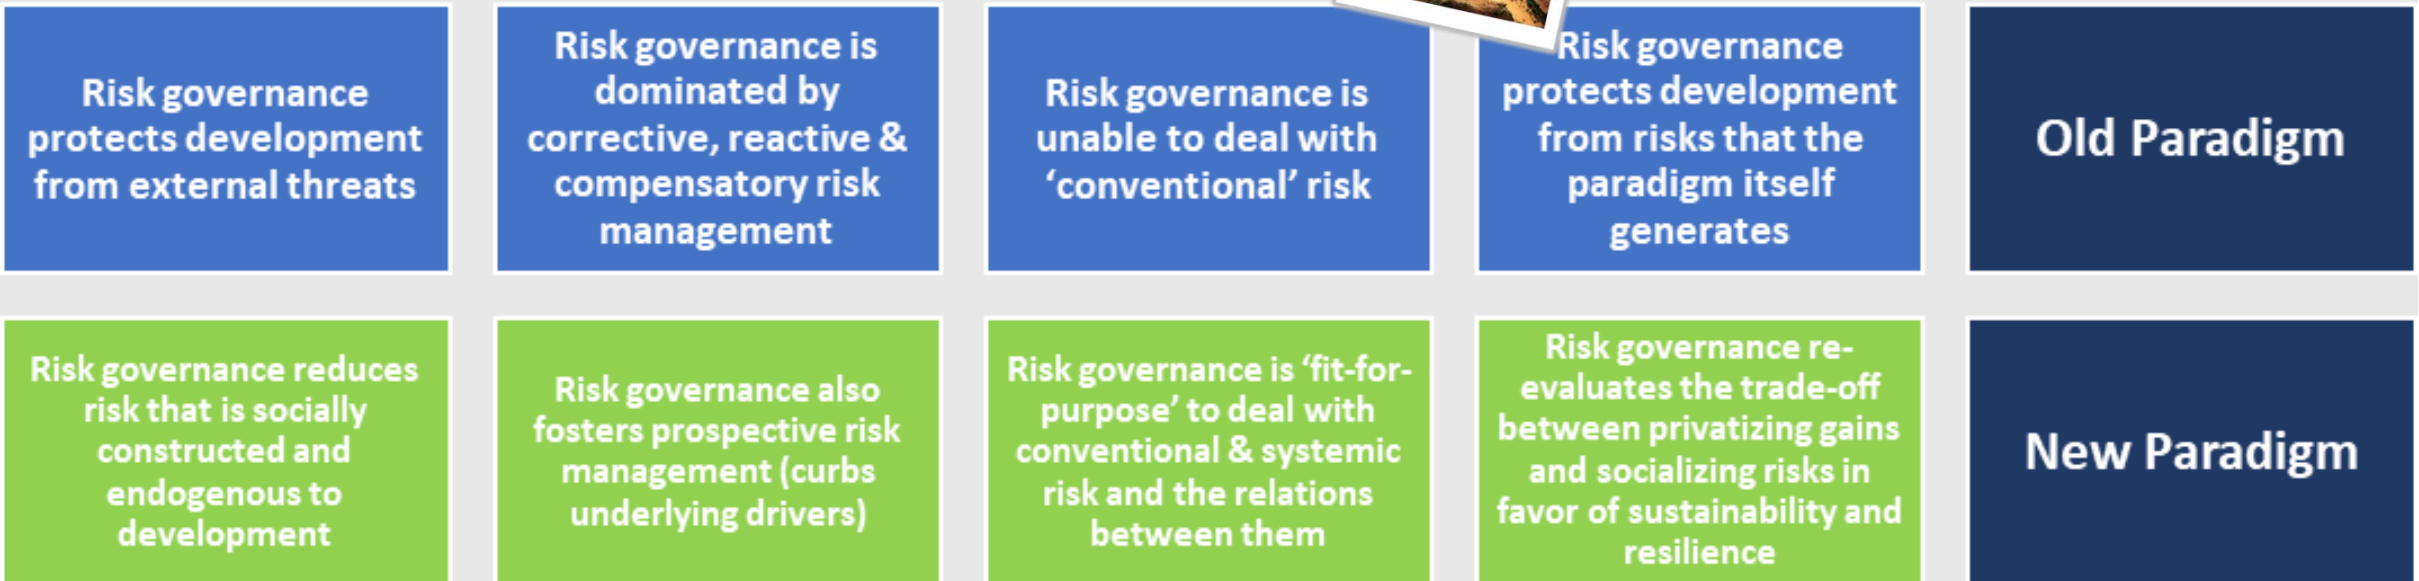 Risk governance
protects development
from external threats
Risk governance is
dominated by
corrective, reactive &
compensatory risk
management
Risk governance is
unable to deal with
‘conventional’ risk
Risk governance
protects development
from risks that the
paradigm itself
generates
Old Paradigm
Risk governance reduces
risk that is socially
constructed and
endogenous to
development
Risk governance also
fosters prospective risk
management (curbs
underlying drivers)
Risk governance is ‘fit-for-
purpose’ to deal with
conventional & systemic
risk and the relations
between them
Risk governance re-
evaluates the trade-off
between privatizing gains
and socializing risks in
favor of sustainability and
resilience
New Paradigm